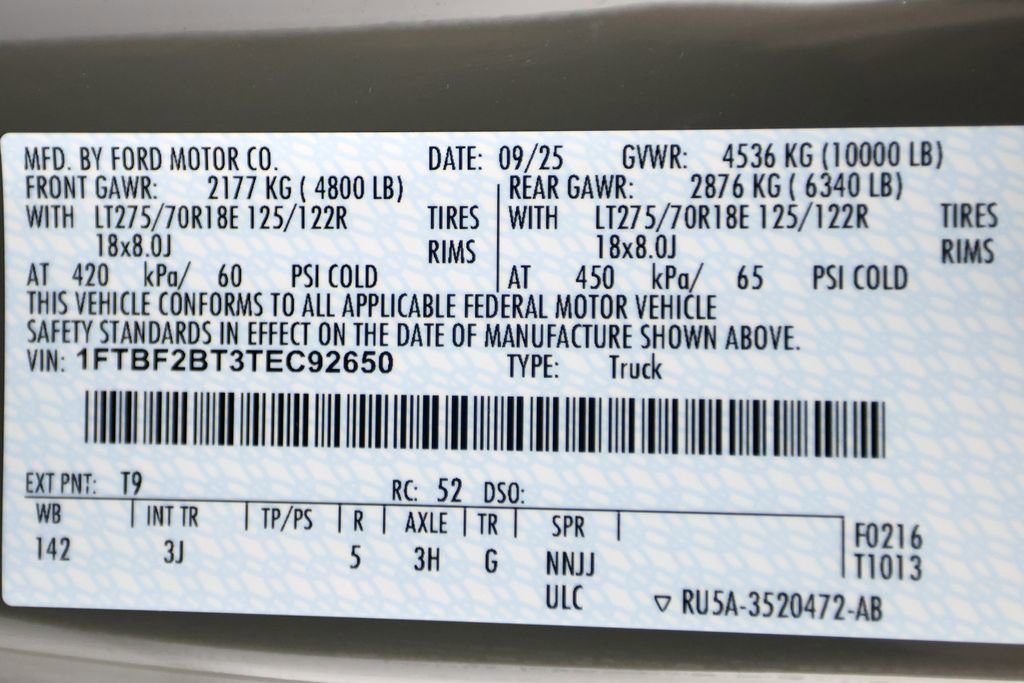 MFD. BY FORD MOTOR CO. DATE: 09/25 GVWR: 4536 KG (10000 LB)
FRONT GAWR: 2177 KG ( 4800 LB) REAR GAWR: 2876 KG ( 6340 LB)
WITH LT275/70R18E 125/122R TIRES WITH LT275/70R18E 125/122R TIRES
18x8.0J RIMS 18x8.0J RIMS
AT 420 kPa/ 60 PSI COLD AT 450 kPa/ 65 PSI COLD
THIS VEHICLE CONFORMS TO ALL APPLICABLE FEDERAL MOTOR VEHICLE
SAFETY STANDARDS IN EFFECT ON THE DATE OF MANUFACTURE SHOWN ABOVE.
VIN: 1FTBF2BT3TEC92650 TYPE: Truck
EXT PNT: T9 RC: 52 DSO:
WB INT TR TP/PS R AXLE TR SPR F0216
142 3J 5 3H G NNJJ T1013
ULC ▽ RU5A-3520472-AB